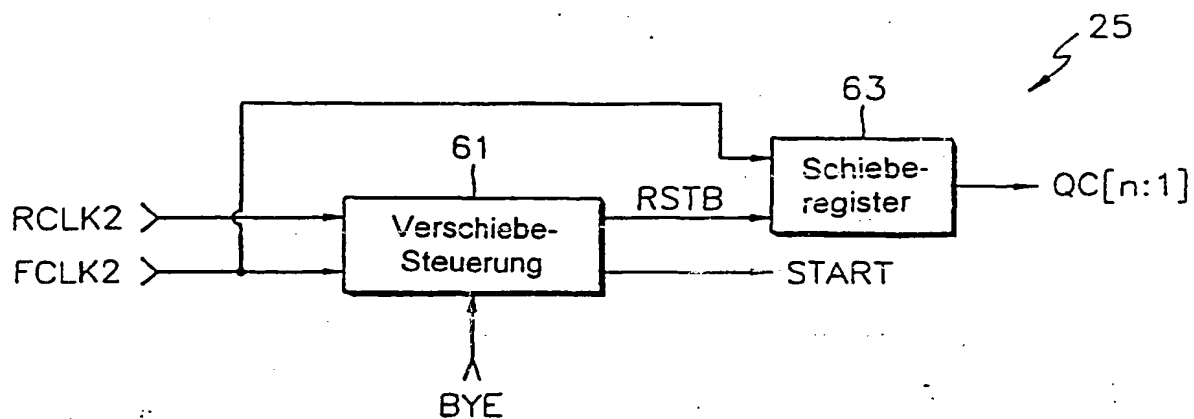 25
63
Schiebe-
register
QC[n:1]
61
RSTB
RCLK2
Verschiebe-
Steuerung
FCLK2
START
BYE